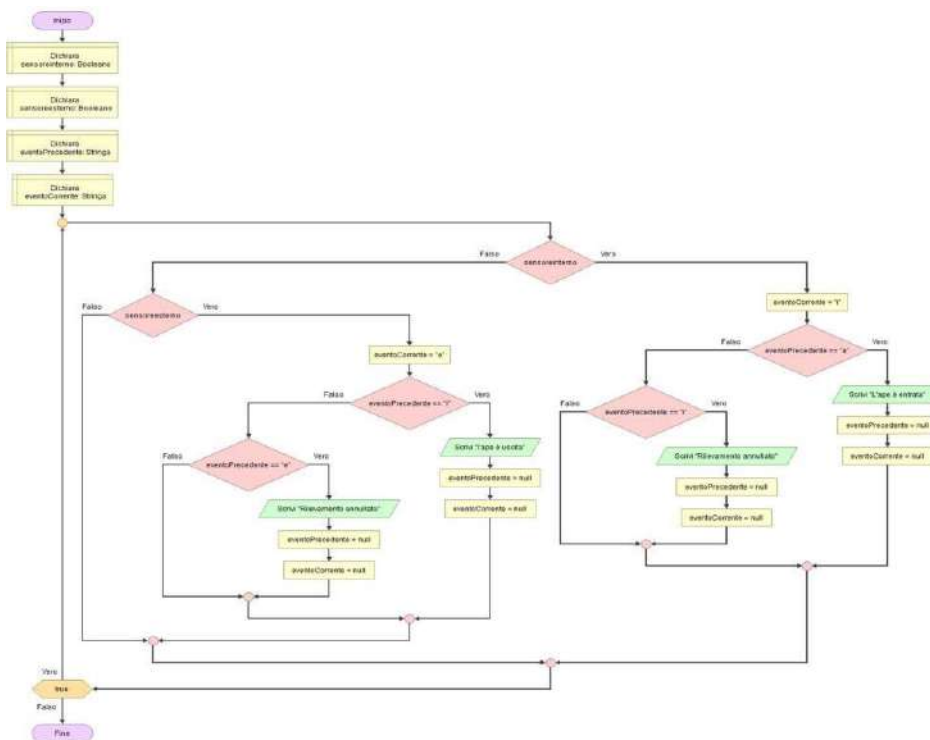 Inizio
Dichiara
sensoreinterno: Booleano
Dichiara
sensoreesterno: Booleano
Dichiara
eventoPrecedente: Stringa
Dichiara
eventoCorrente: Stringa
Falso
sensoreinterno
Vero
Falso
sensoreesterno
Vero
eventoCorrente = "i"
eventoCorrente = "e"
Falso
eventoPrecedente == "e"
Vero
Falso
eventoPrecedente == "i"
Vero
Scrivi "L'ape è entrata"
Falso
eventoPrecedente == "i"
Vero
eventoPrecedente = null
Scrivi "l'ape è uscita"
Scrivi "Rilevamento annullato"
eventoCorrente = null
Falso
eventoPrecedente == "e"
Vero
eventoPrecedente = null
eventoPrecedente = null
Scrivi "Rilevamento annullato"
eventoCorrente = null
eventoCorrente = null
eventoPrecedente = null
eventoCorrente = null
Vero
true
Falso
Fine